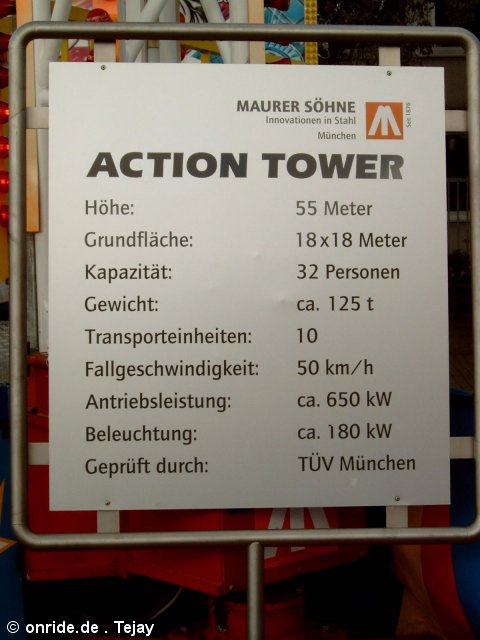 MAURER SÖHNE
Innovationen in Stahl
München
Seit 1876
ACTION TOWER
Höhe: 55 Meter
Grundfläche: 18 x 18 Meter
Kapazität: 32 Personen
Gewicht: ca. 125 t
Transporteinheiten: 10
Fallgeschwindigkeit: 50 km/h
Antriebsleistung: ca. 650 kW
Beleuchtung: ca. 180 kW
Geprüft durch: TÜV München
© onride.de . Tejay